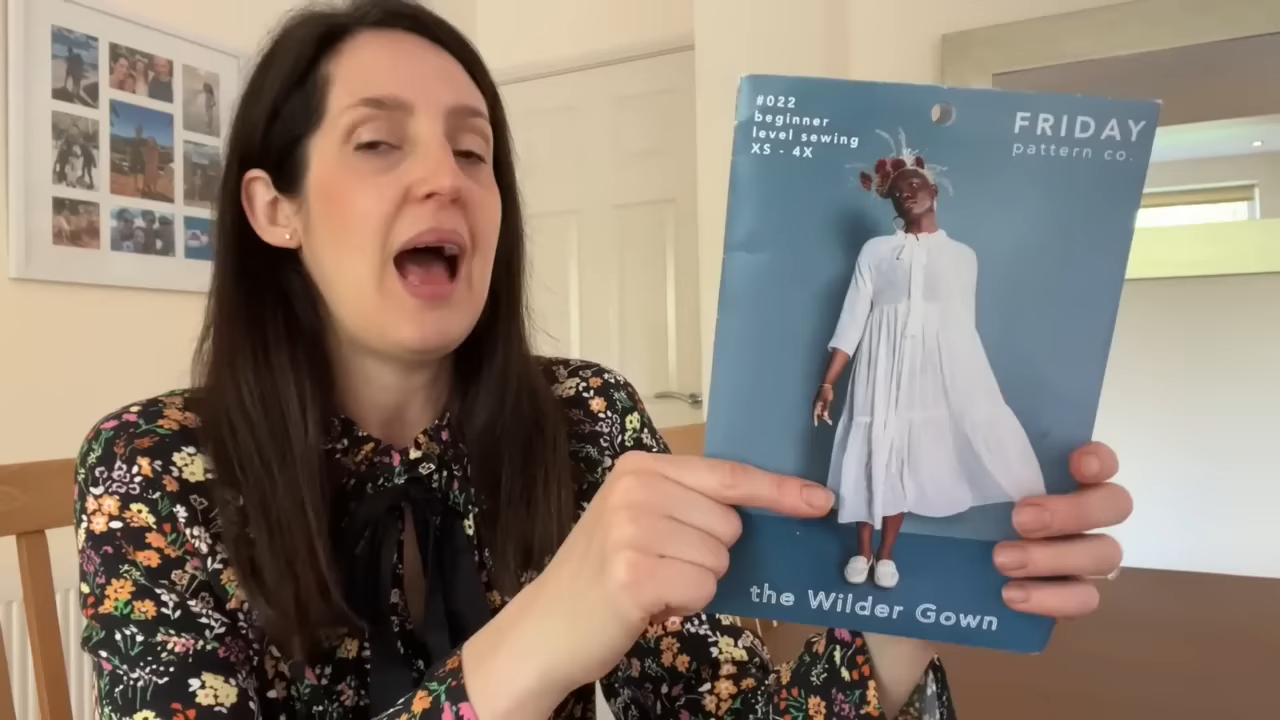 #022
beginner
level sewing
XS - 4X
FRIDAY
pattern co.
the Wilder Gown